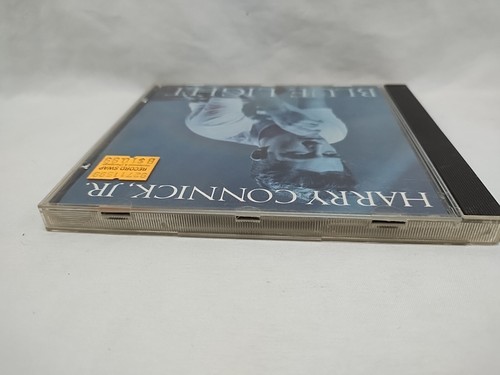 HARRY CONNICK, JR.
BLUE LIGHT,
RECORD SWAP